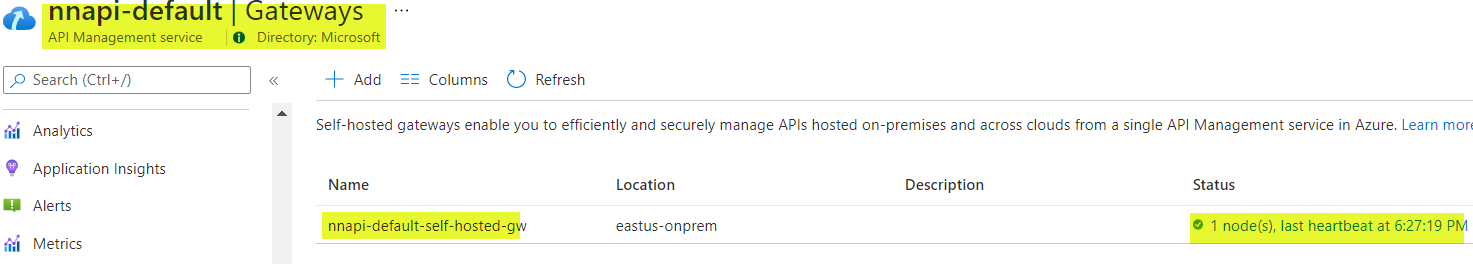 nnapi-default | Gateways ...
API Management service | Directory: Microsoft
Search (Ctrl+/)
«
Add
Columns
Refresh
Analytics
Application Insights
Alerts
Metrics
Self-hosted gateways enable you to efficiently and securely manage APIs hosted on-premises and across clouds from a single API Management service in Azure. Learn more
Name Location Description Status
nnapi-default-self-hosted-gw eastus-onprem 1 node(s), last heartbeat at 6:27:19 PM